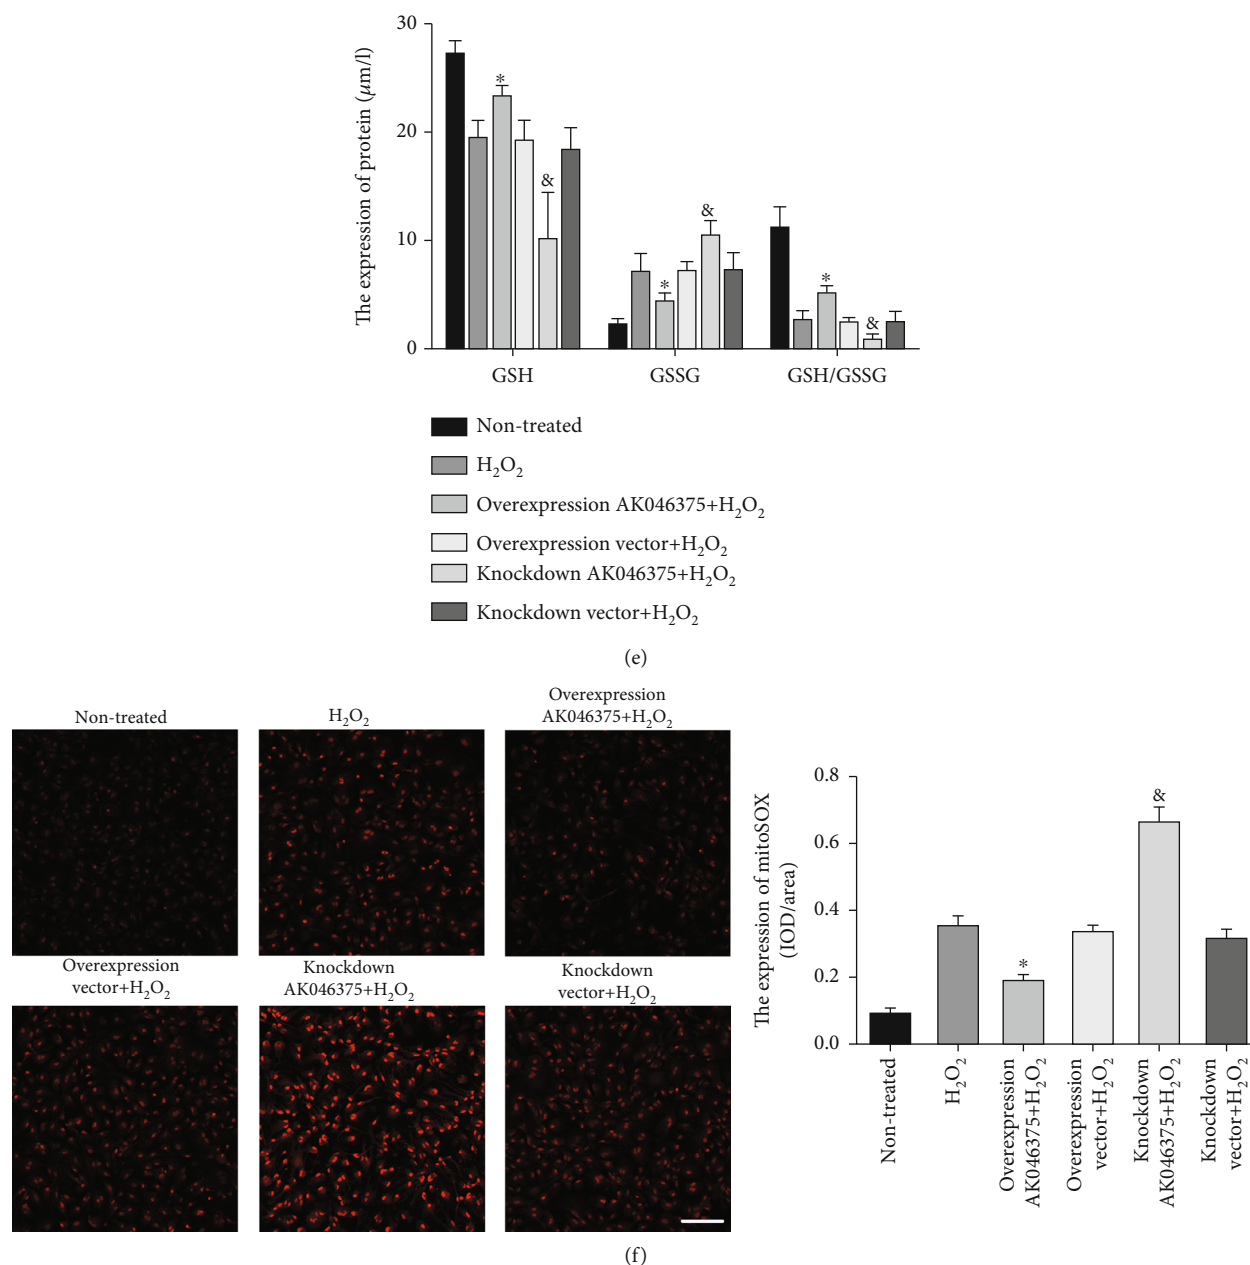 The expression of protein (μm/l)
30
20
10
0
*
&
*
&
*
&
GSH
GSSG
GSH/GSSG
Non-treated
H₂O₂
Overexpression AK046375+H₂O₂
Overexpression vector+H₂O₂
Knockdown AK046375+H₂O₂
Knockdown vector+H₂O₂
(e)
Non-treated
H₂O₂
Overexpression
AK046375+H₂O₂
Overexpression
vector+H₂O₂
Knockdown
AK046375+H₂O₂
Knockdown
vector+H₂O₂
The expression of mitoSOX
(IOD/area)
0.8
0.6
0.4
0.2
0.0
*
&
Non-treated
H₂O₂
Overexpression
AK046375+H₂O₂
Overexpression
vector+H₂O₂
Knockdown
AK046375+H₂O₂
Knockdown
vector+H₂O₂
(f)